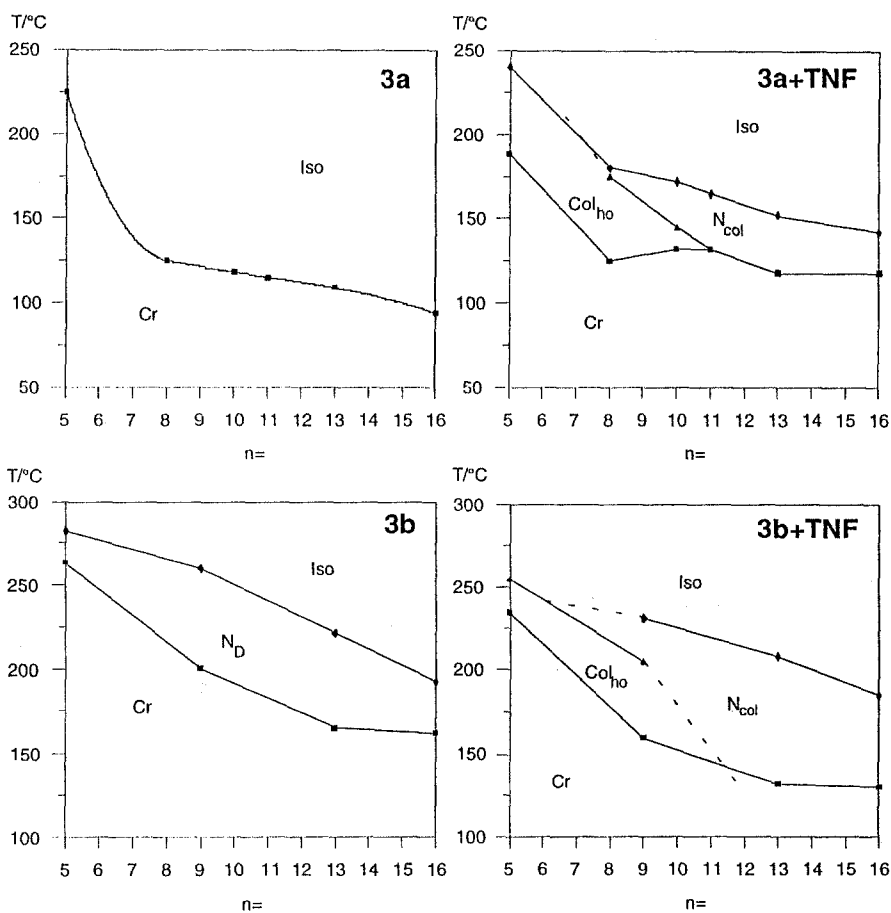 T/°C
3a
250
200
150
100
50
Iso
Cr
5 6 7 8 9 10 11 12 13 14 15 16
n=
T/°C
3a+TNF
250
200
150
100
50
Iso
Col_ho
N_col
Cr
5 6 7 8 9 10 11 12 13 14 15 16
n=
T/°C
3b
300
250
200
150
100
Iso
N_D
Cr
5 6 7 8 9 10 11 12 13 14 15 16
n=
T/°C
3b+TNF
300
250
200
150
100
Iso
Col_ho
N_col
Cr
5 6 7 8 9 10 11 12 13 14 15 16
n=